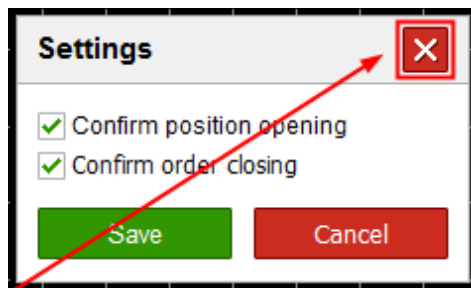 Settings
Confirm position opening
Confirm order closing
Save
Cancel